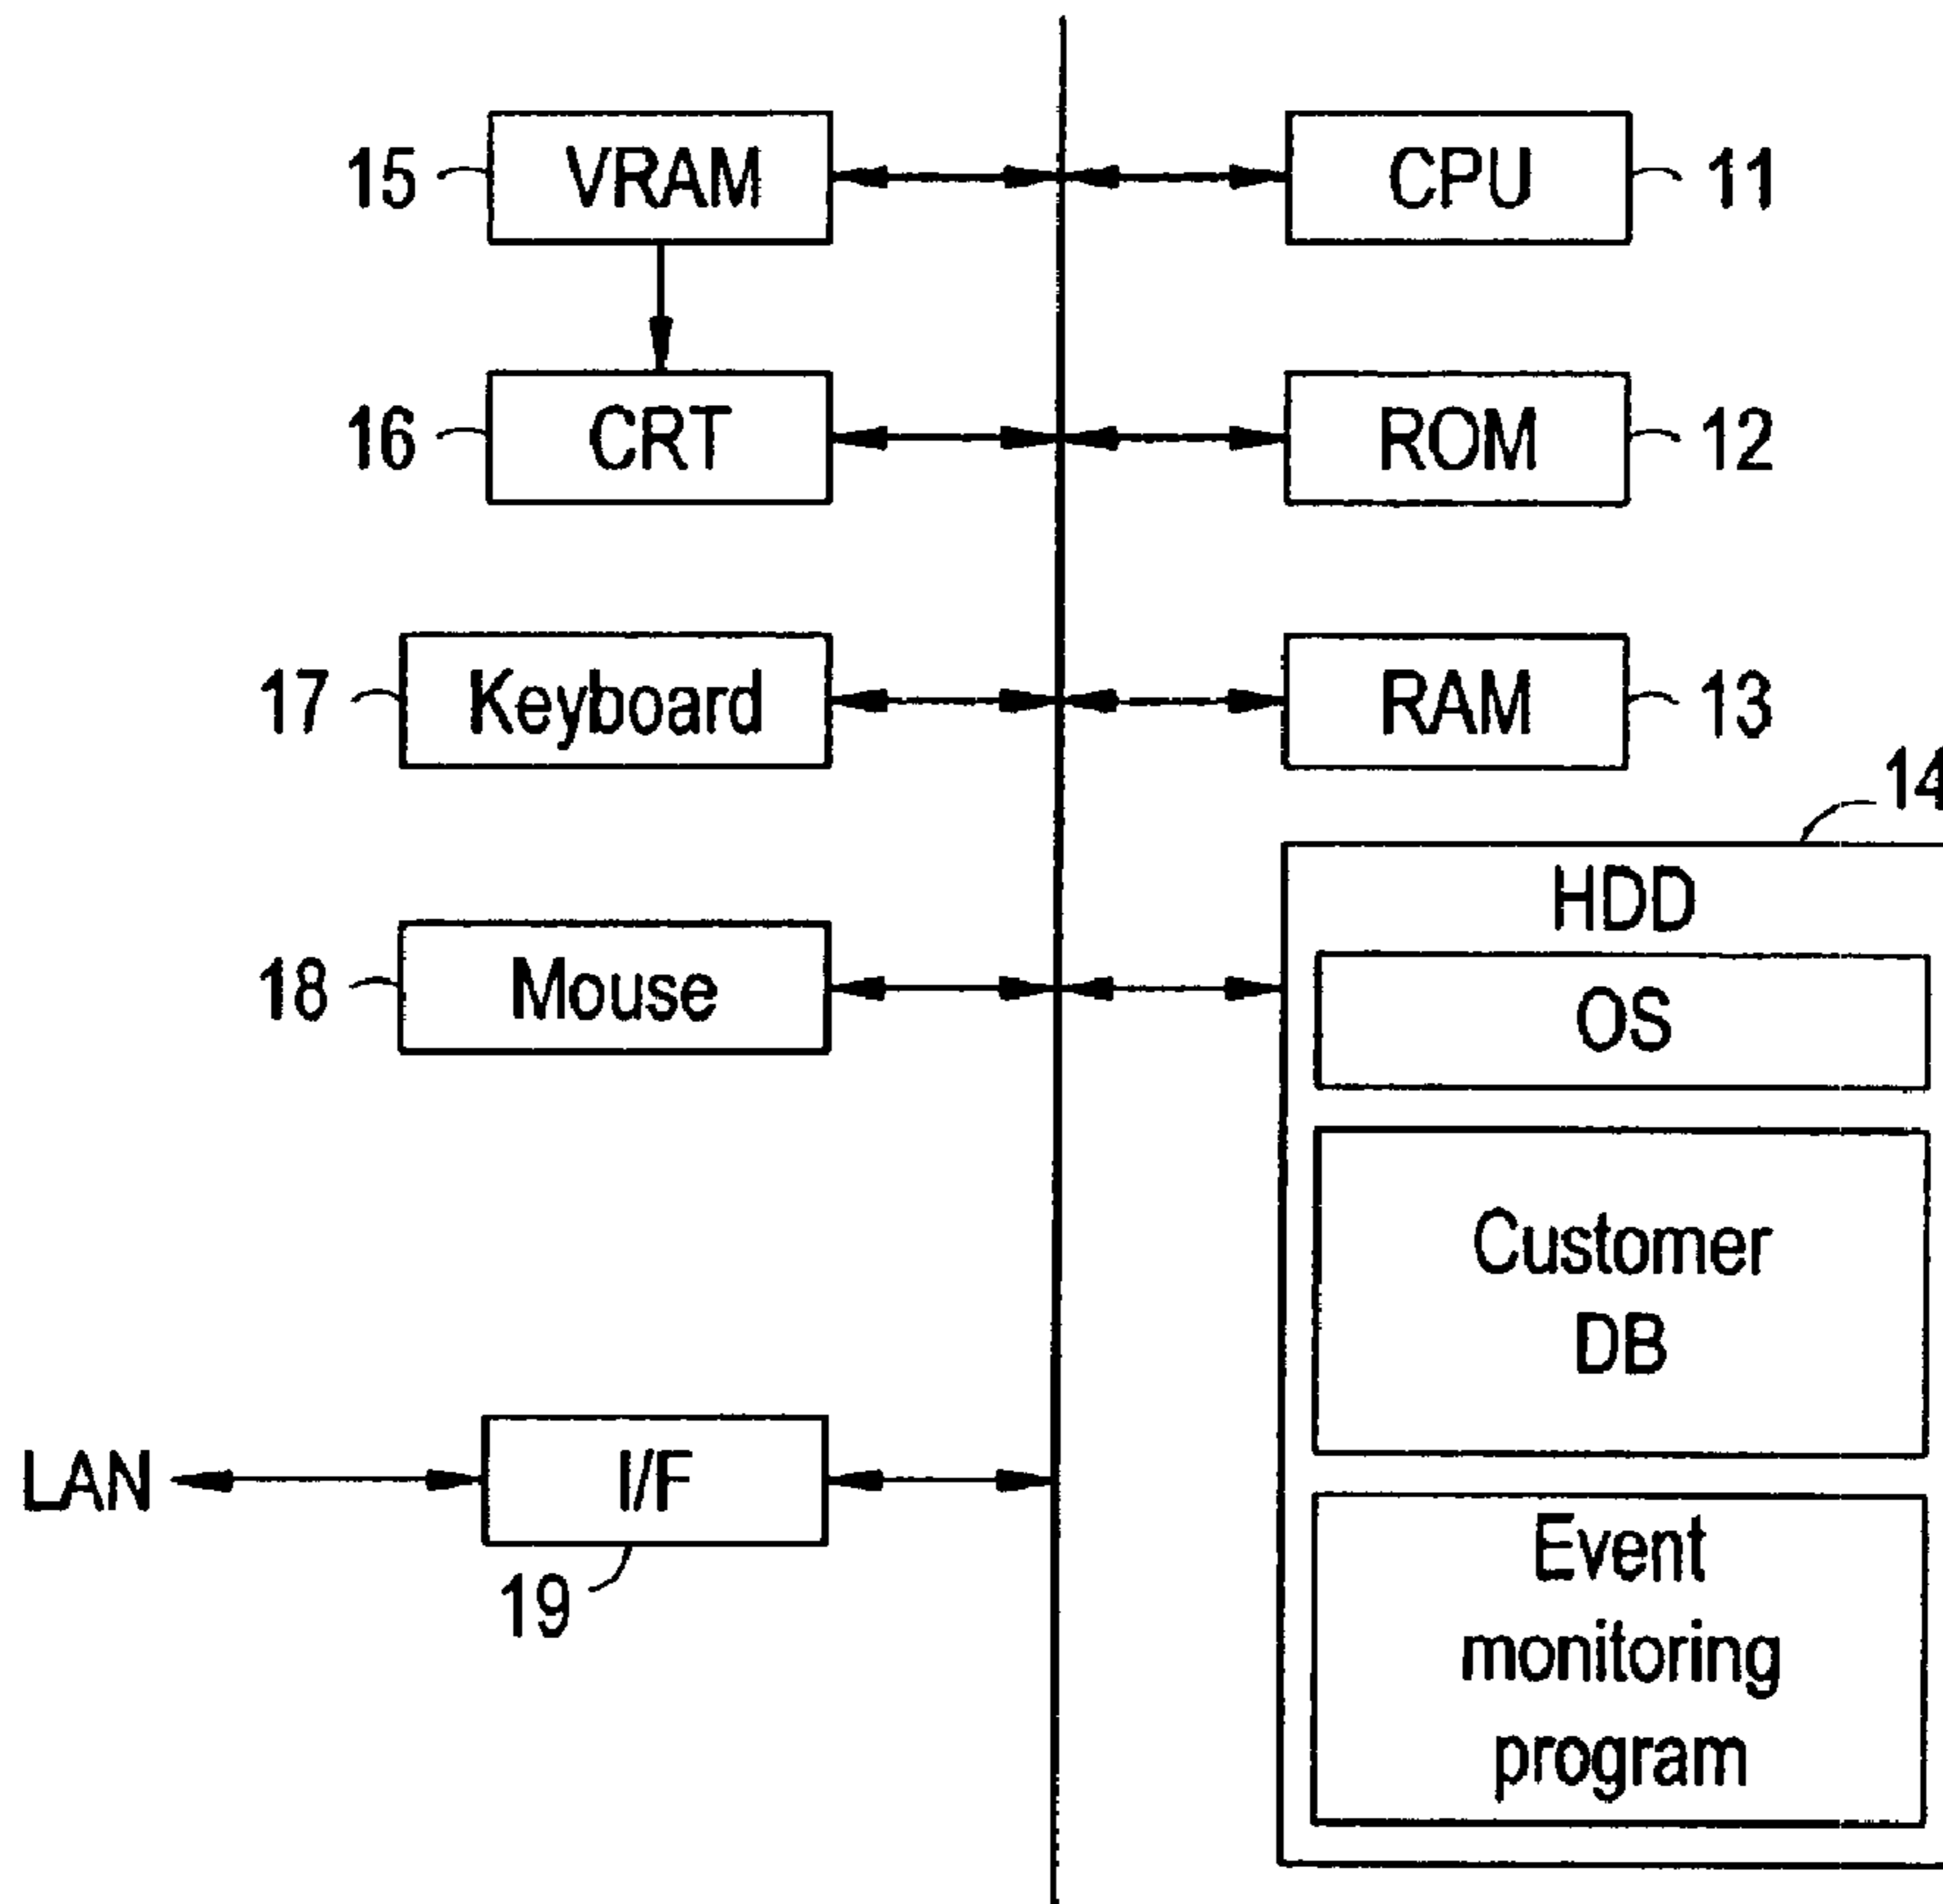 15 VRAM CPU 11
16 CRT ROM 12
17 Keyboard RAM 13
14
HDD
18 Mouse OS
Customer
DB
LAN I/F
19
Event
monitoring
program